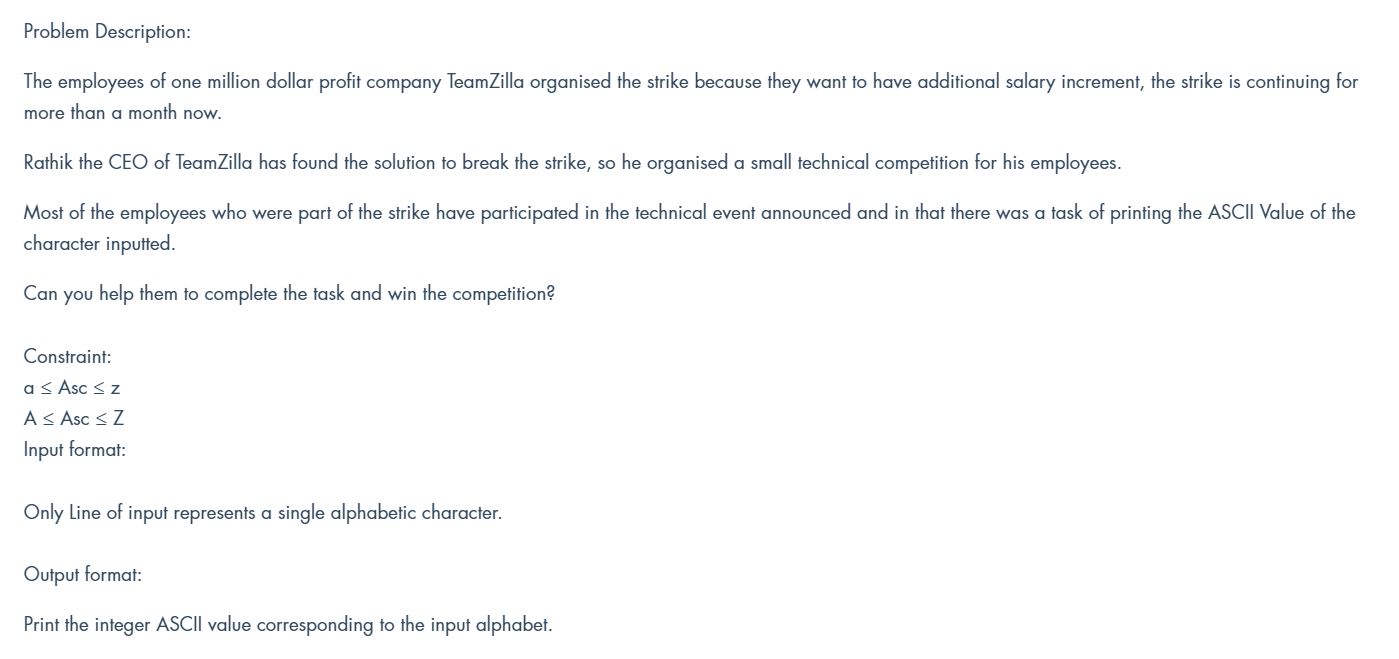 Problem Description:
The employees of one million dollar profit company TeamZilla organised the strike because they want to have additional salary increment, the strike is continuing for
more than a month now.
Rathik the CEO of TeamZilla has found the solution to break the strike, so he organised a small technical competition for his employees.
Most of the employees who were part of the strike have participated in the technical event announced and in that there was a task of printing the ASCII Value of the
character inputted.
Can you help them to complete the task and win the competition?
Constraint:
a ≤ Asc ≤ z
A ≤ Asc ≤ Z
Input format:
Only Line of input represents a single alphabetic character.
Output format:
Print the integer ASCII value corresponding to the input alphabet.